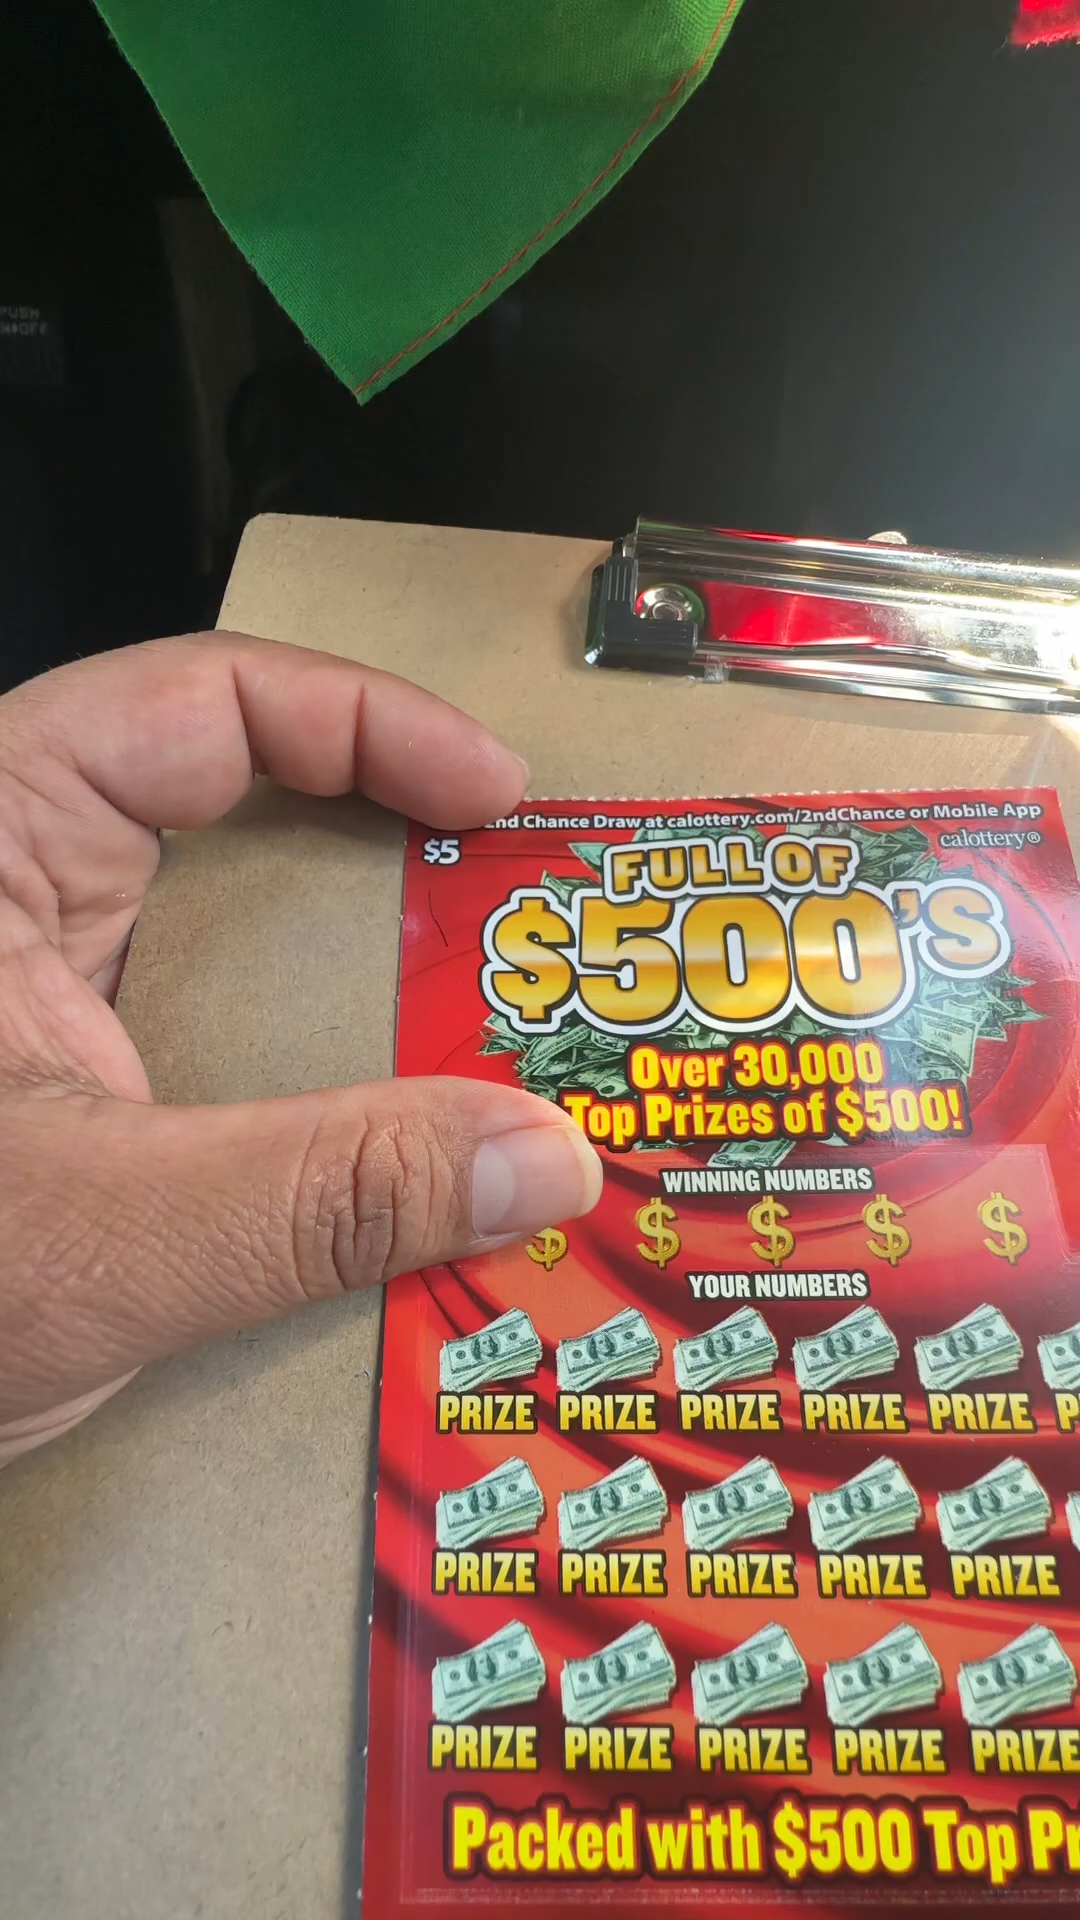 PUSH
2nd Chance Draw at calottery.com/2ndChance or Mobile App
$5
calottery®
FULL OF
$500'S
Over 30,000
Top Prizes of $500!
WINNING NUMBERS
$ $ $ $ $
YOUR NUMBERS
PRIZE PRIZE PRIZE PRIZE PRIZE P
PRIZE PRIZE PRIZE PRIZE PRIZE
PRIZE PRIZE PRIZE PRIZE PRIZE
Packed with $500 Top Pr